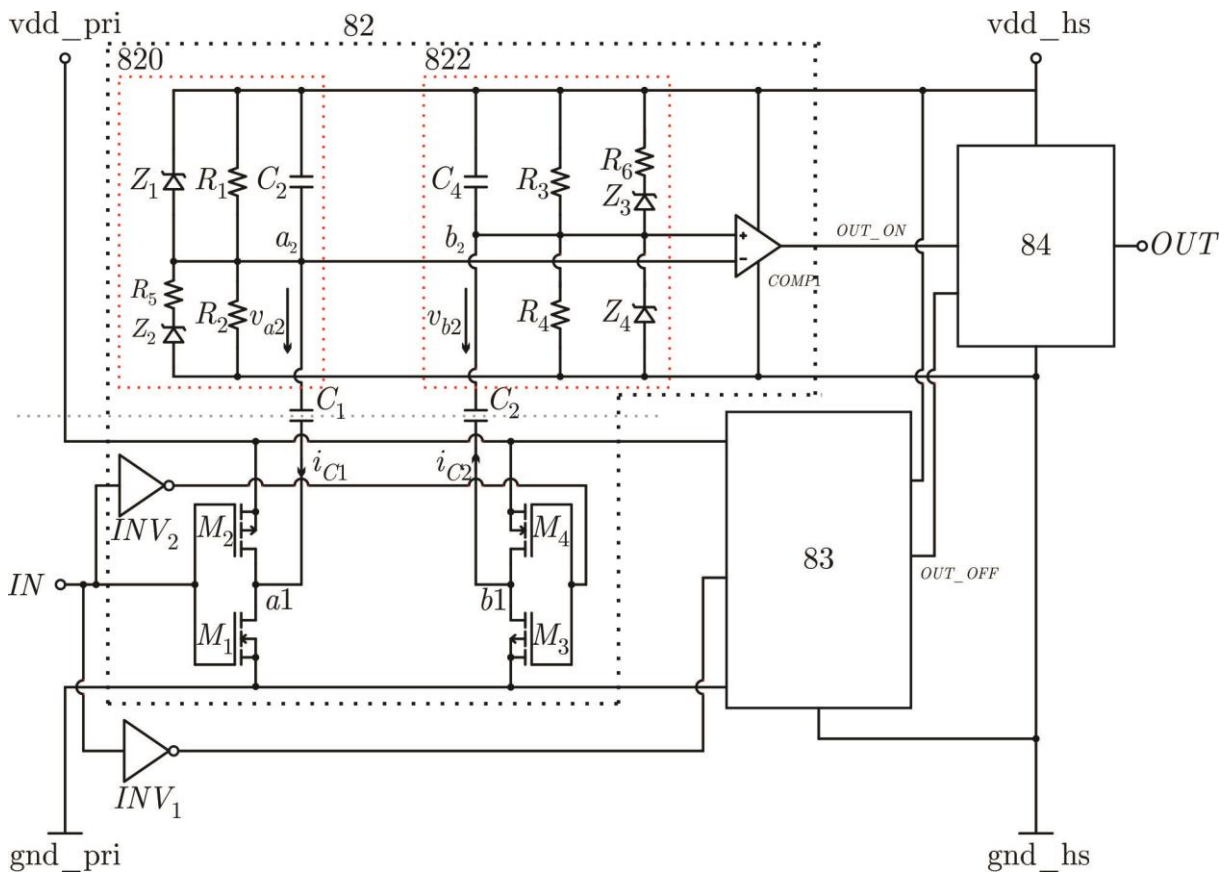 vdd_pri
82
vdd_hs
820
822
Z1
R1
C2
C4
R3
R6
Z3
a2
b2
+
-
OUT_ON
84
OUT
R5
Z2
R2
va2
vb2
R4
Z4
COMP1
C1
C2
iC1
iC2
INV2
M2
M4
83
IN
a1
b1
OUT_OFF
M1
M3
INV1
gnd_pri
gnd_hs